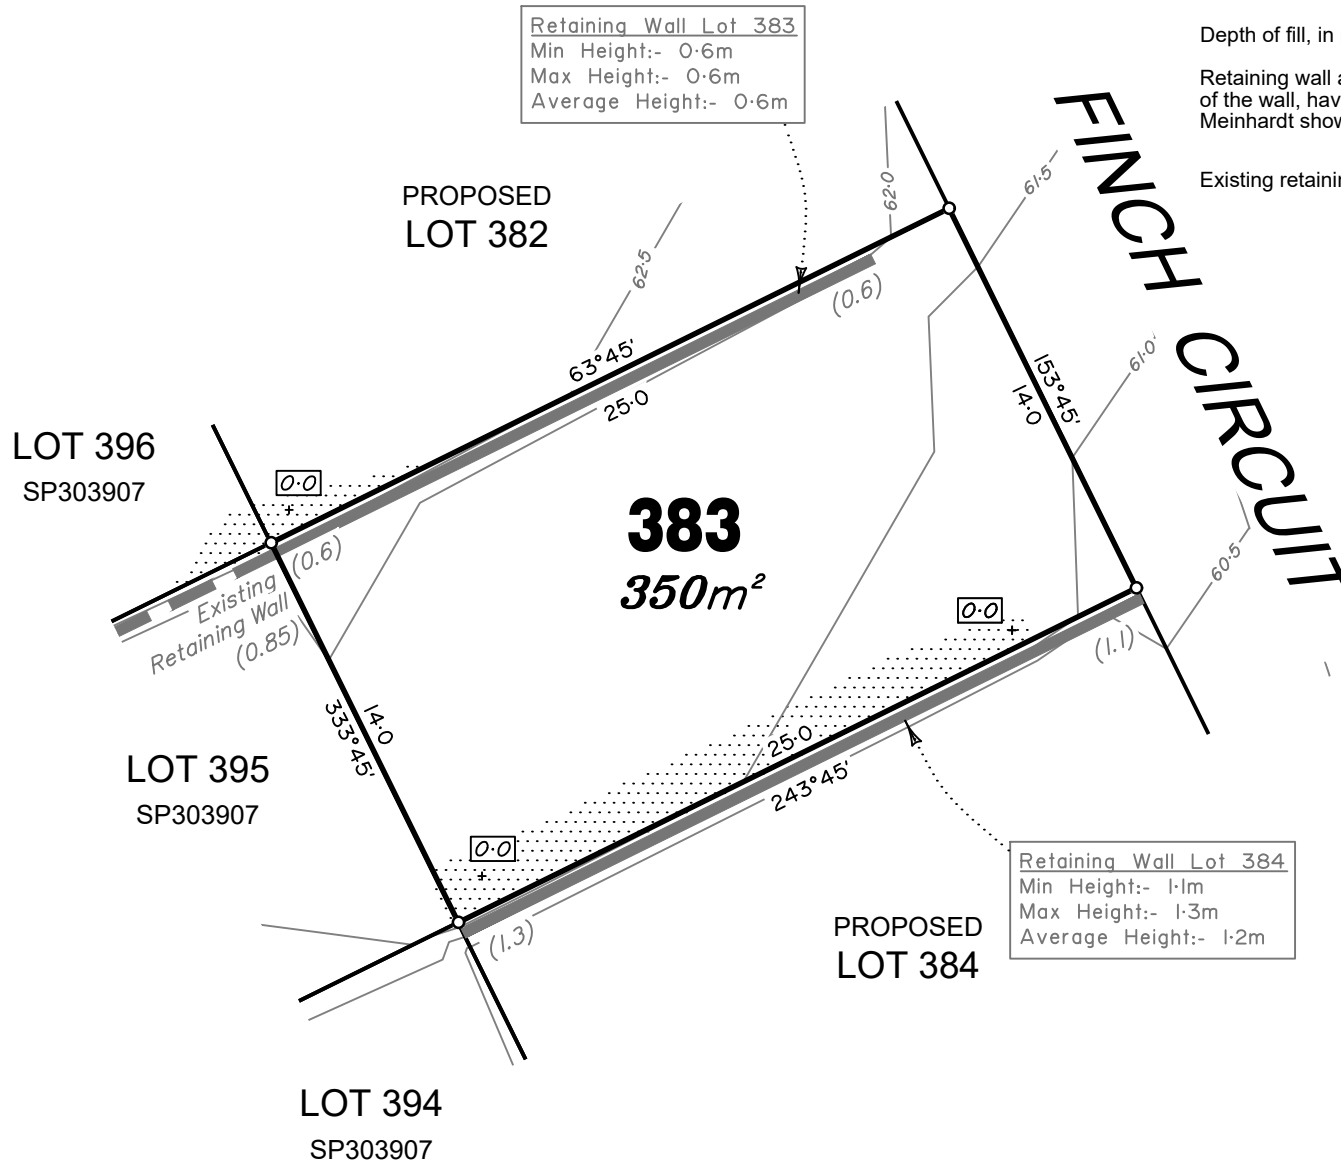 Retaining Wall Lot 383
Min Height:- 0·6m
Max Height:- 0·6m
Average Height:- 0·6m
Depth of fill, in
Retaining wall
of the wall, hav
Meinhardt show
Existing retainin
FINCH CIRCUIT
PROPOSED
LOT 382
62·5
62·0
61·5
61·0
60·5
(0.6)
63°45'
25·0
153°45'
14·0
LOT 396
SP303907
0·0
(0.6)
Existing
Retaining Wall
(0.85)
383
350m²
0·0
(1.1)
333°45'
14·0
LOT 395
SP303907
25·0
243°45'
0·0
(1.3)
PROPOSED
LOT 384
Retaining Wall Lot 384
Min Height:- 1·1m
Max Height:- 1·3m
Average Height:- 1·2m
LOT 394
SP303907